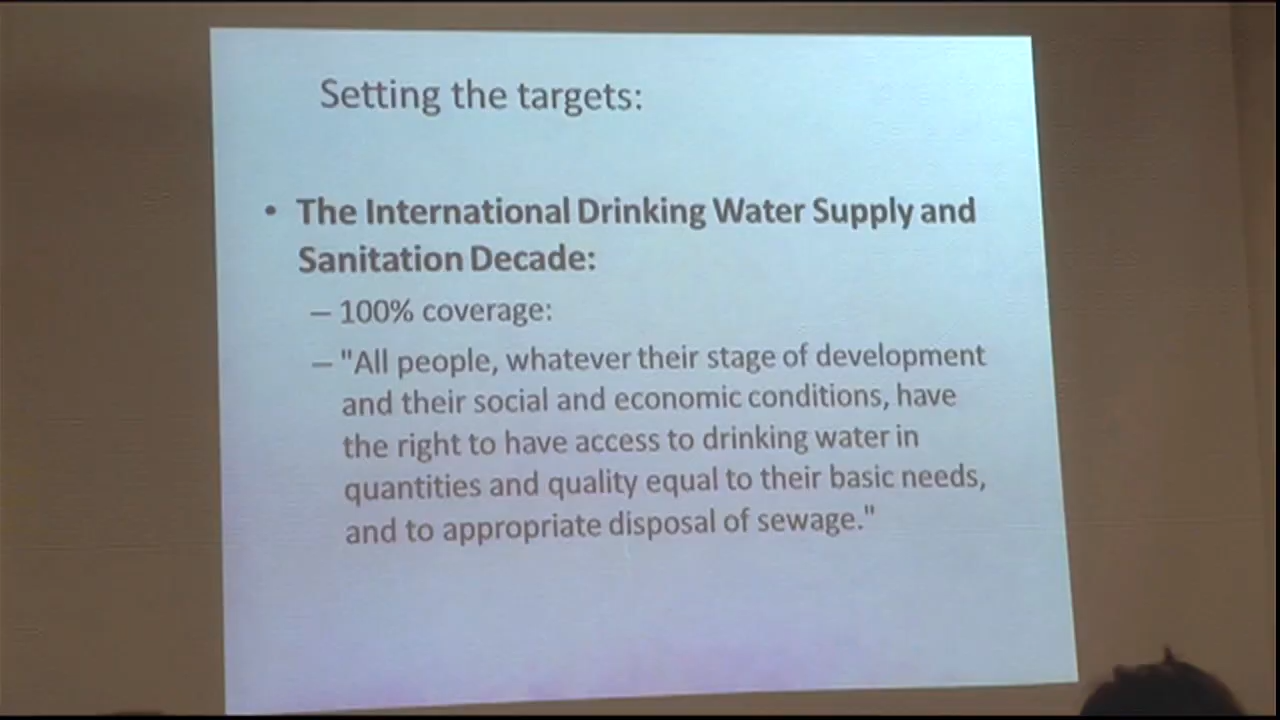 Setting the targets:
• The International Drinking Water Supply and
Sanitation Decade:
– 100% coverage:
– "All people, whatever their stage of development
and their social and economic conditions, have
the right to have access to drinking water in
quantities and quality equal to their basic needs,
and to appropriate disposal of sewage."